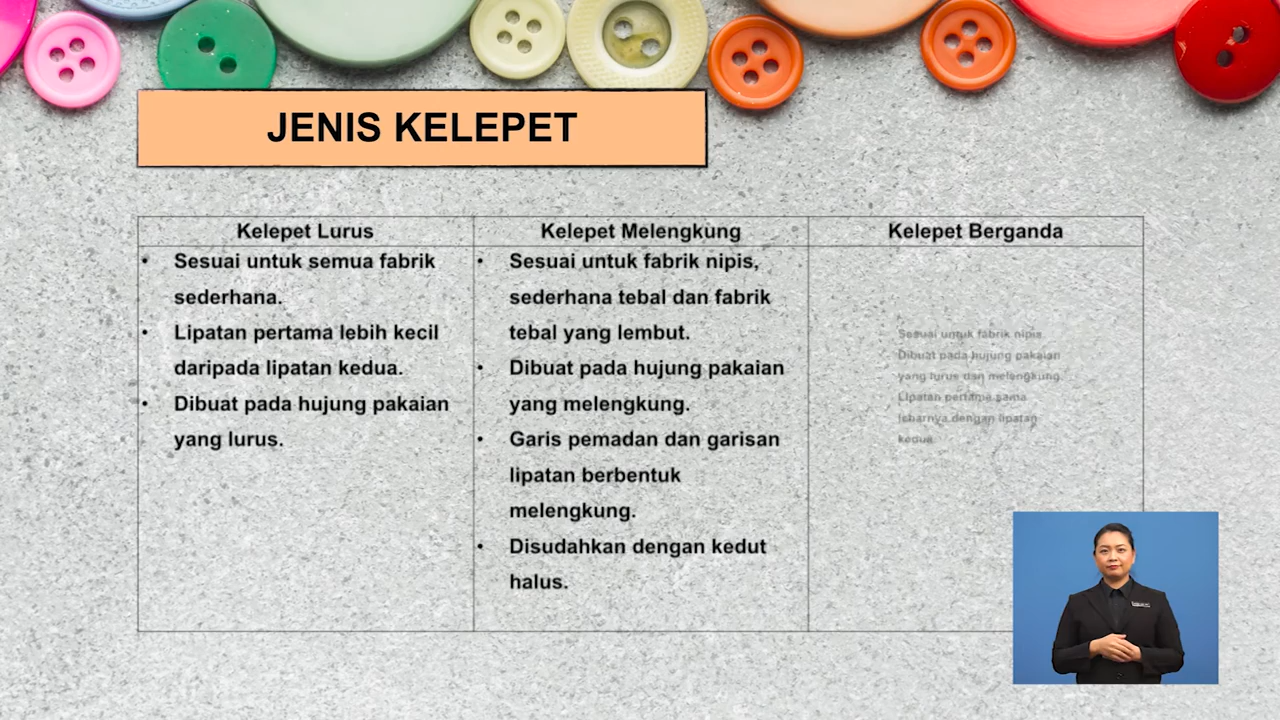 JENIS KELEPET
Kelepet Lurus
• Sesuai untuk semua fabrik
sederhana.
• Lipatan pertama lebih kecil
daripada lipatan kedua.
• Dibuat pada hujung pakaian
yang lurus.
Kelepet Melengkung
• Sesuai untuk fabrik nipis,
sederhana tebal dan fabrik
tebal yang lembut.
• Dibuat pada hujung pakaian
yang melengkung.
• Garis pemadan dan garisan
lipatan berbentuk
melengkung.
• Disudahkan dengan kedut
halus.
Kelepet Berganda
Sesuai untuk fabrik nipis
Dibuat pada hujung pakaian
yang lurus dan melengkung
Lipatan pertama sama
lebarnya dengan lipatan
kedua